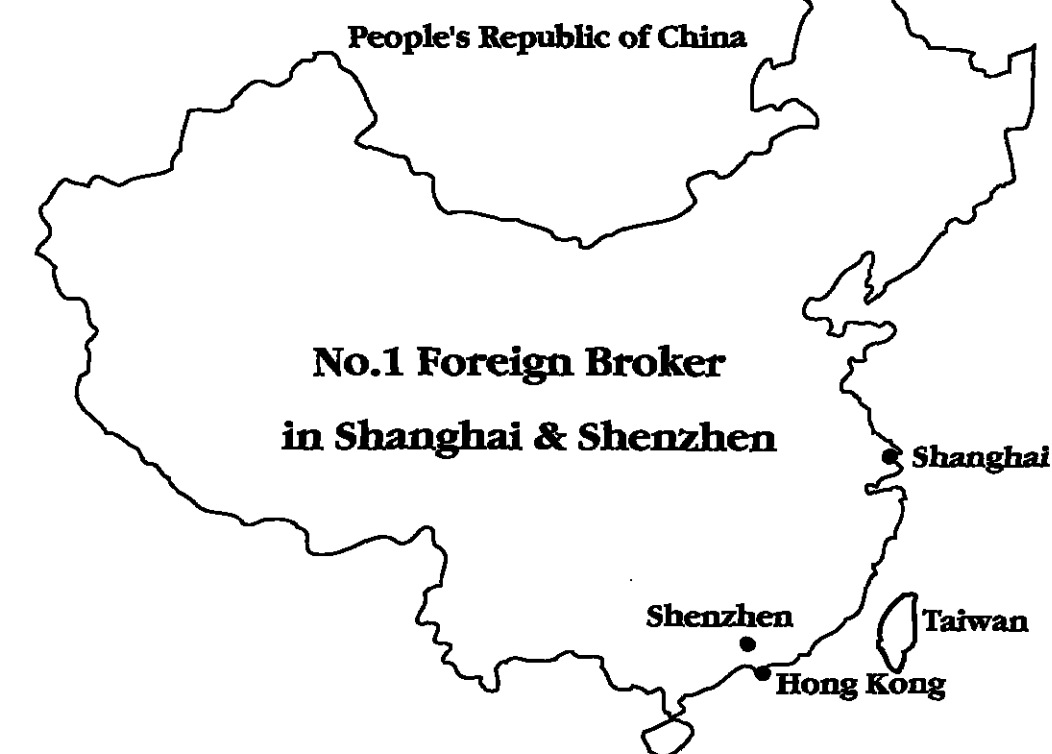 People's Republic of China
No.1 Foreign Broker
in Shanghai & Shenzhen
Shanghai
Shenzhen
Taiwan
Hong Kong